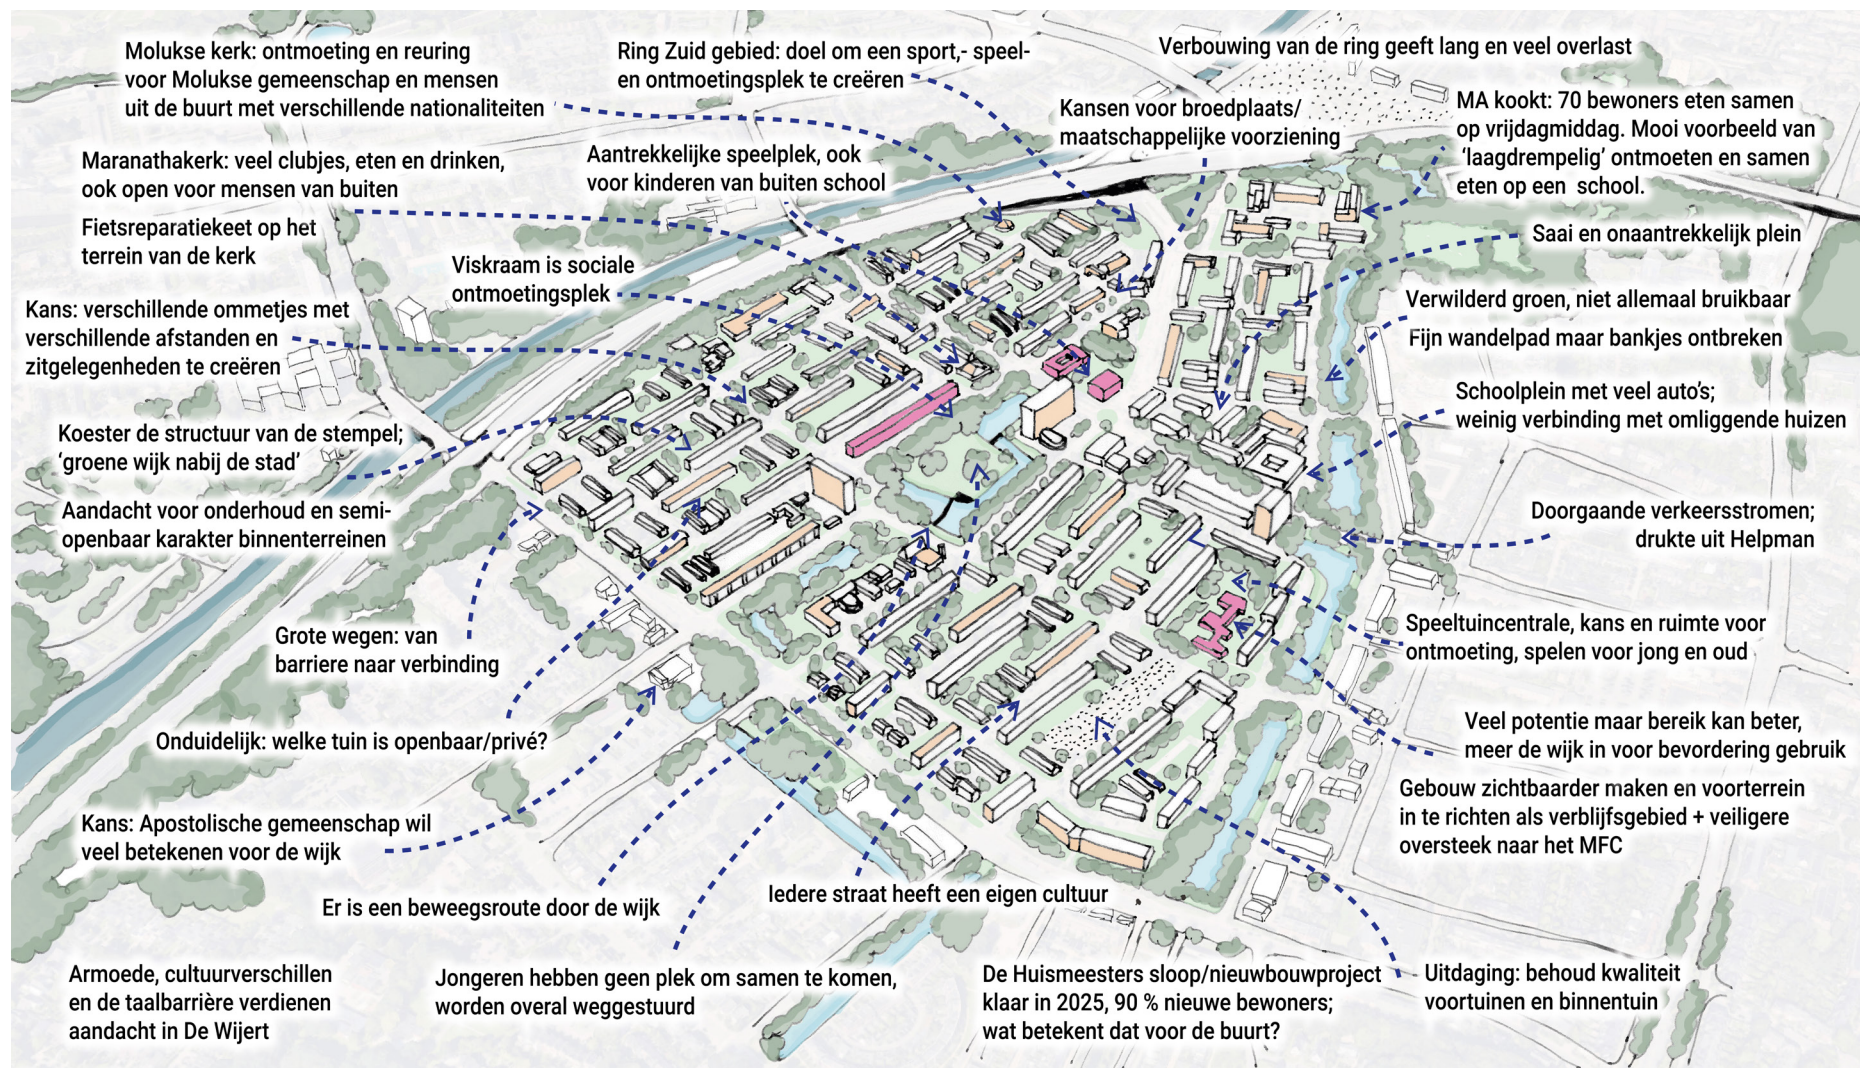 Molukse kerk: ontmoeting en reuring
voor Molukse gemeenschap en mensen
uit de buurt met verschillende nationaliteiten
Ring Zuid gebied: doel om een sport,- speel-
en ontmoetingsplek te creëren
Verbouwing van de ring geeft lang en veel overlast
Kansen voor broedplaats/
maatschappelijke voorziening
MA kookt: 70 bewoners eten samen
op vrijdagmiddag. Mooi voorbeeld van
‘laagdrempelig’ ontmoeten en samen
eten op een school.
Maranathakerk: veel clubjes, eten en drinken,
ook open voor mensen van buiten
Aantrekkelijke speelplek, ook
voor kinderen van buiten school
Fietsreparatiekeet op het
terrein van de kerk
Viskraam is sociale
ontmoetingsplek
Saai en onaantrekkelijk plein
Kans: verschillende ommetjes met
verschillende afstanden en
zitgelegenheden te creëren
Verwilderd groen, niet allemaal bruikbaar
Fijn wandelpad maar bankjes ontbreken
Koester de structuur van de stempel;
‘groene wijk nabij de stad’
Schoolplein met veel auto’s;
weinig verbinding met omliggende huizen
Aandacht voor onderhoud en semi-
openbaar karakter binnenterreinen
Doorgaande verkeersstromen;
drukte uit Helpman
Grote wegen: van
barriere naar verbinding
Speeltuincentrale, kans en ruimte voor
ontmoeting, spelen voor jong en oud
Onduidelijk: welke tuin is openbaar/privé?
Veel potentie maar bereik kan beter,
meer de wijk in voor bevordering gebruik
Gebouw zichtbaarder maken en voorterrein
in te richten als verblijfsgebied + veiligere
oversteek naar het MFC
Kans: Apostolische gemeenschap wil
veel betekenen voor de wijk
Er is een beweegsroute door de wijk
Iedere straat heeft een eigen cultuur
Armoede, cultuurverschillen
en de taalbarrière verdienen
aandacht in De Wijert
Jongeren hebben geen plek om samen te komen,
worden overal weggestuurd
De Huismeesters sloop/nieuwbouwproject
klaar in 2025, 90 % nieuwe bewoners;
wat betekent dat voor de buurt?
Uitdaging: behoud kwaliteit
voortuinen en binnentuin